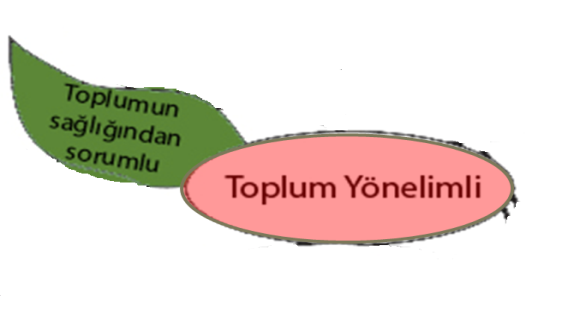 Toplumun
sağlığından
sorumlu
Toplum Yönelimli